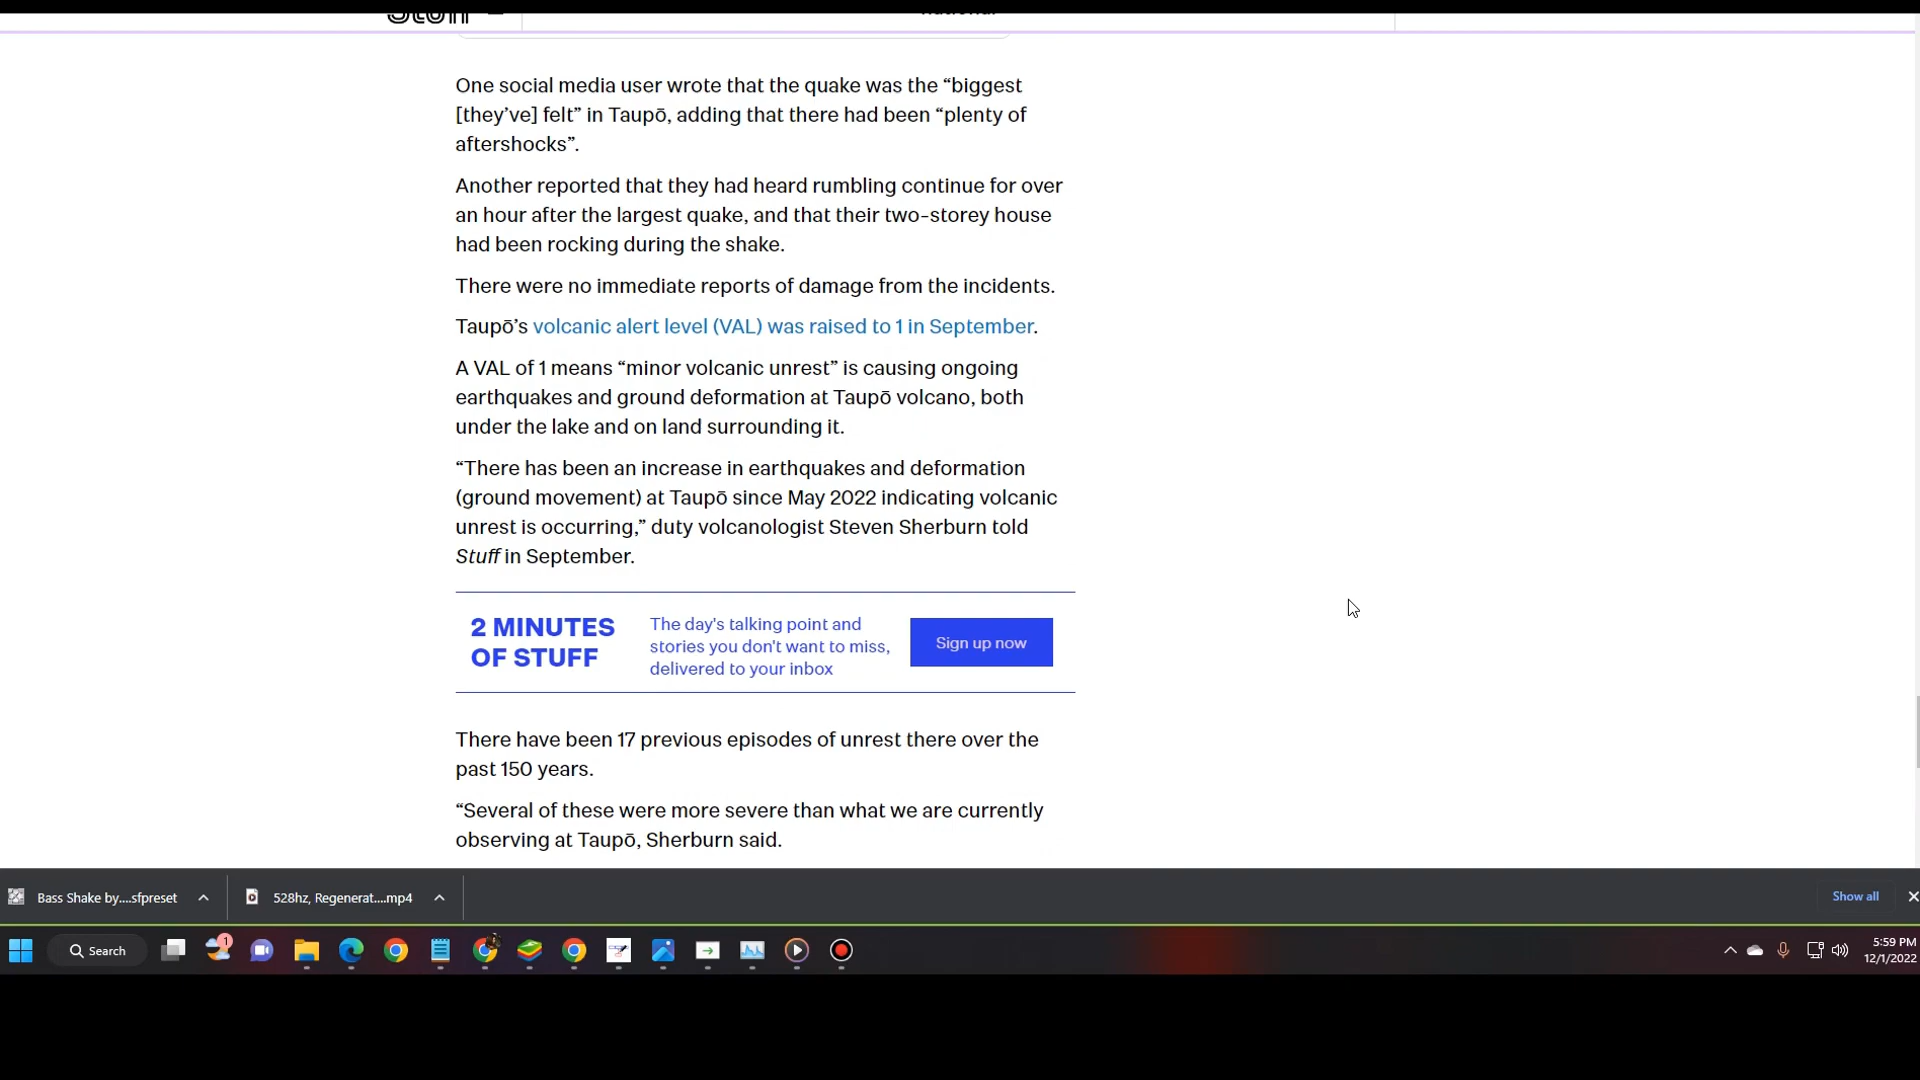 Stuff
National
One social media user wrote that the quake was the “biggest
[they’ve] felt” in Taupō, adding that there had been “plenty of
aftershocks”.
Another reported that they had heard rumbling continue for over
an hour after the largest quake, and that their two-storey house
had been rocking during the shake.
There were no immediate reports of damage from the incidents.
Taupō’s volcanic alert level (VAL) was raised to 1 in September.
A VAL of 1 means “minor volcanic unrest” is causing ongoing
earthquakes and ground deformation at Taupō volcano, both
under the lake and on land surrounding it.
“There has been an increase in earthquakes and deformation
(ground movement) at Taupō since May 2022 indicating volcanic
unrest is occurring,” duty volcanologist Steven Sherburn told
Stuff in September.
2 MINUTES
OF STUFF
The day's talking point and
stories you don't want to miss,
delivered to your inbox
Sign up now
There have been 17 previous episodes of unrest there over the
past 150 years.
“Several of these were more severe than what we are currently
observing at Taupō, Sherburn said.
Bass Shake by....sfpreset
528hz, Regenerat....mp4
Show all
Search
1
5:59 PM
12/1/2022